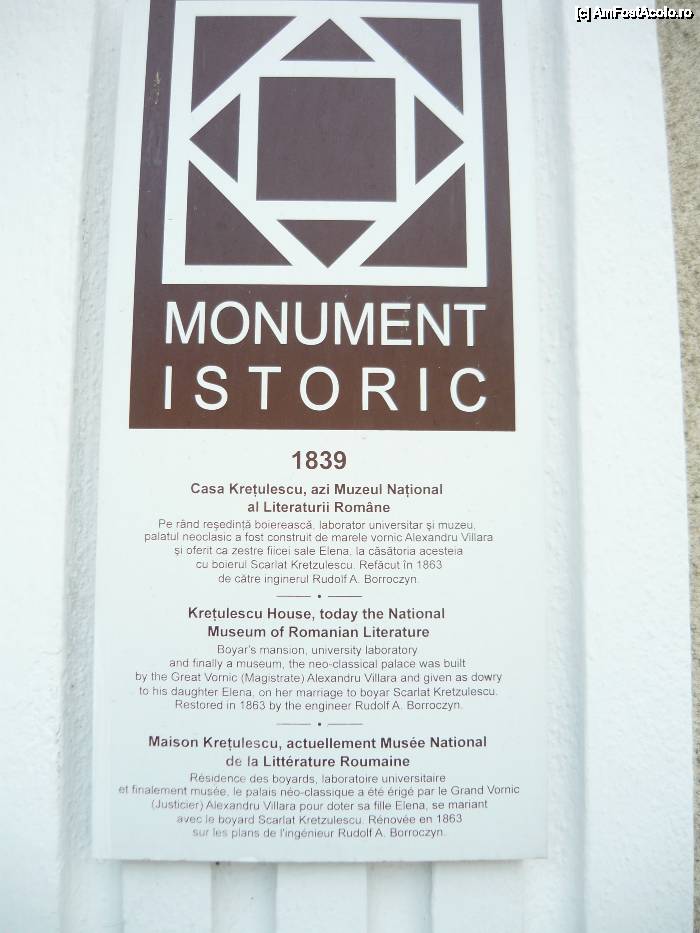 [c] AmFostAcolo.ro
MONUMENT
ISTORIC
1839
Casa Krețulescu, azi Muzeul Național
al Literaturii Române
Pe rând reședință boierească, laborator universitar și muzeu,
palatul neoclasic a fost construit de marele vornic Alexandru Villara
și oferit ca zestre fiicei sale Elena, la căsătoria acesteia
cu boierul Scarlat Kretzulescu. Refăcut în 1863
de către inginerul Rudolf A. Borroczyn.
Krețulescu House, today the National
Museum of Romanian Literature
Boyar's mansion, university laboratory
and finally a museum, the neo-classical palace was built
by the Great Vornic (Magistrate) Alexandru Villara and given as dowry
to his daughter Elena, on her marriage to boyar Scarlat Kretzulescu.
Restored in 1863 by the engineer Rudolf A. Borroczyn.
Maison Krețulescu, actuellement Musée National
de la Littérature Roumaine
Résidence des boyards, laboratoire universitaire
et finalement musée, le palais néo-classique a été érigé par le Grand Vornic
(Justicier) Alexandru Villara pour doter sa fille Elena, se mariant
avec le boyard Scarlat Kretzulescu. Rénovée en 1863
sur les plans de l'ingénieur Rudolf A. Borroczyn.